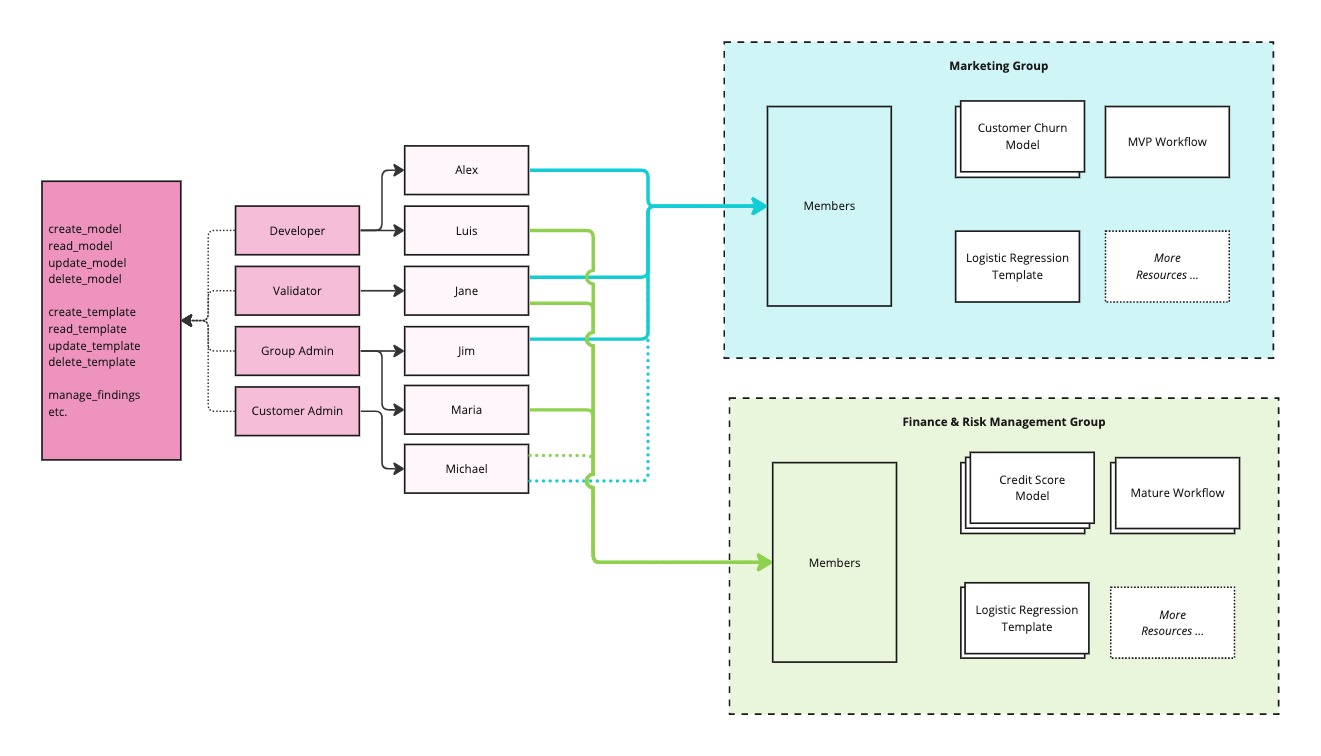 create_model
read_model
update_model
delete_model
create_template
read_template
update_template
delete_template
manage_findings
etc.
Developer
Validator
Group Admin
Customer Admin
Alex
Luis
Jane
Jim
Maria
Michael
Marketing Group
Members
Customer Churn
Model
MVP Workflow
Logistic Regression
Template
More
Resources ...
Finance & Risk Management Group
Members
Credit Score
Model
Mature Workflow
Logistic Regression
Template
More
Resources ...